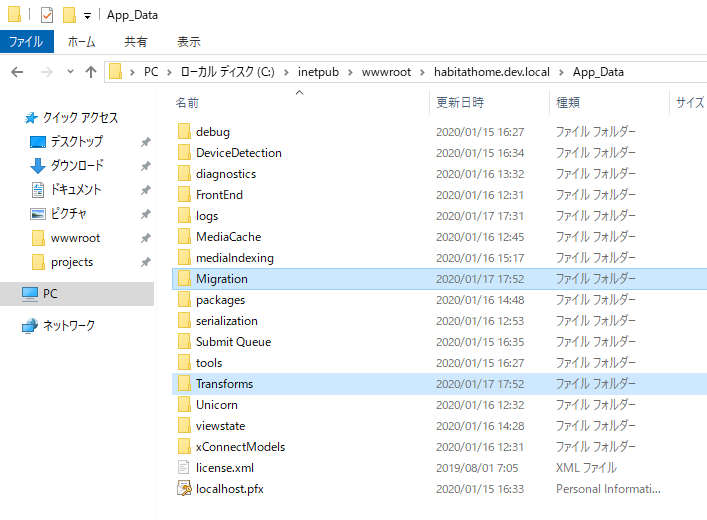 App_Data
ファイル ホーム 共有 表示
PC ローカル ディスク (C:) inetpub wwwroot habitathome.dev.local App_Data
名前 更新日時 種類 サイズ
クイック アクセス
デスクトップ
ダウンロード
ドキュメント
ピクチャ
wwwroot
projects
PC
ネットワーク
debug 2020/01/15 16:27 ファイル フォルダー
DeviceDetection 2020/01/15 16:34 ファイル フォルダー
diagnostics 2020/01/16 13:32 ファイル フォルダー
FrontEnd 2020/01/16 12:31 ファイル フォルダー
logs 2020/01/17 17:31 ファイル フォルダー
MediaCache 2020/01/16 12:45 ファイル フォルダー
mediaIndexing 2020/01/16 15:17 ファイル フォルダー
Migration 2020/01/17 17:52 ファイル フォルダー
packages 2020/01/16 14:48 ファイル フォルダー
serialization 2020/01/16 12:53 ファイル フォルダー
Submit Queue 2020/01/15 16:35 ファイル フォルダー
tools 2020/01/15 16:27 ファイル フォルダー
Transforms 2020/01/17 17:52 ファイル フォルダー
Unicorn 2020/01/16 12:32 ファイル フォルダー
viewstate 2020/01/16 14:28 ファイル フォルダー
xConnectModels 2020/01/16 12:31 ファイル フォルダー
license.xml 2019/08/01 7:05 XML ファイル
localhost.pfx 2020/01/15 16:33 Personal Informati...